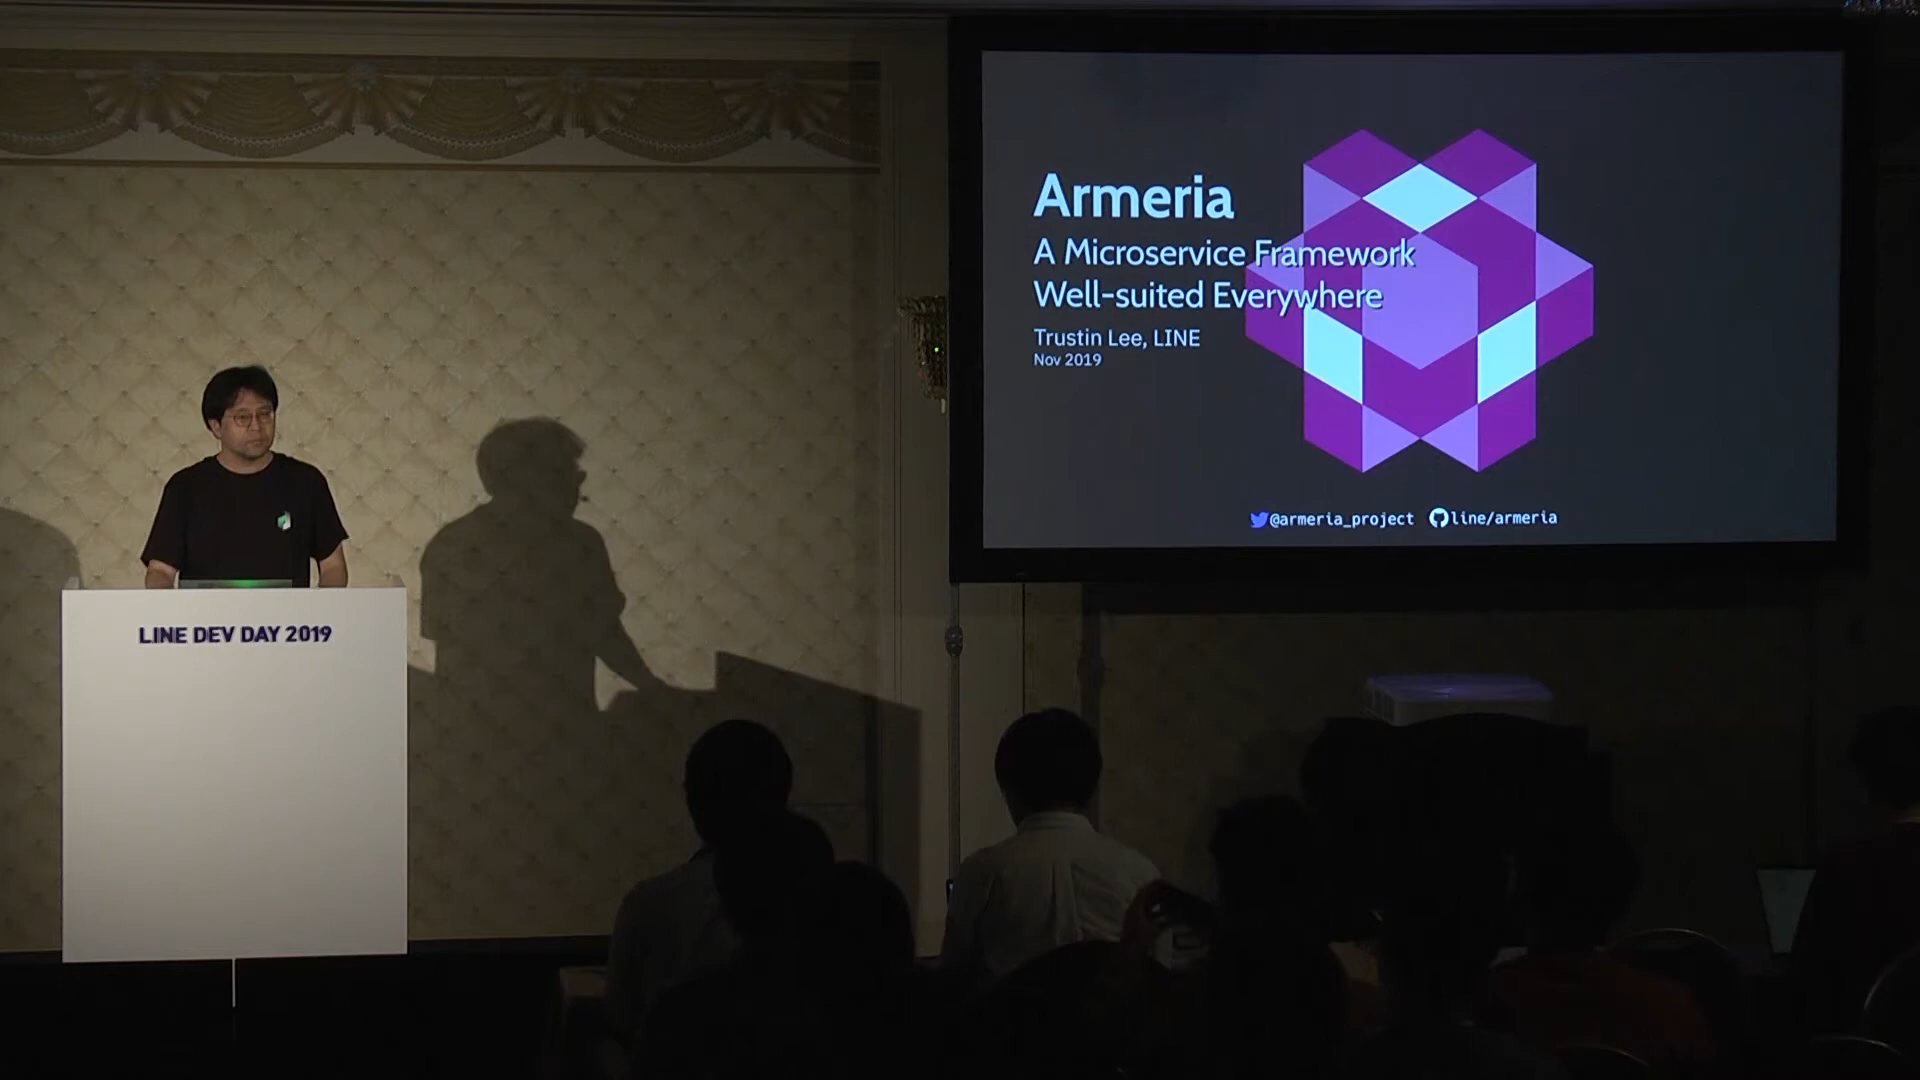 Armeria
A Microservice Framework
Well-suited Everywhere
Trustin Lee, LINE
Nov 2019
@armeria_project line/armeria
LINE DEV DAY 2019